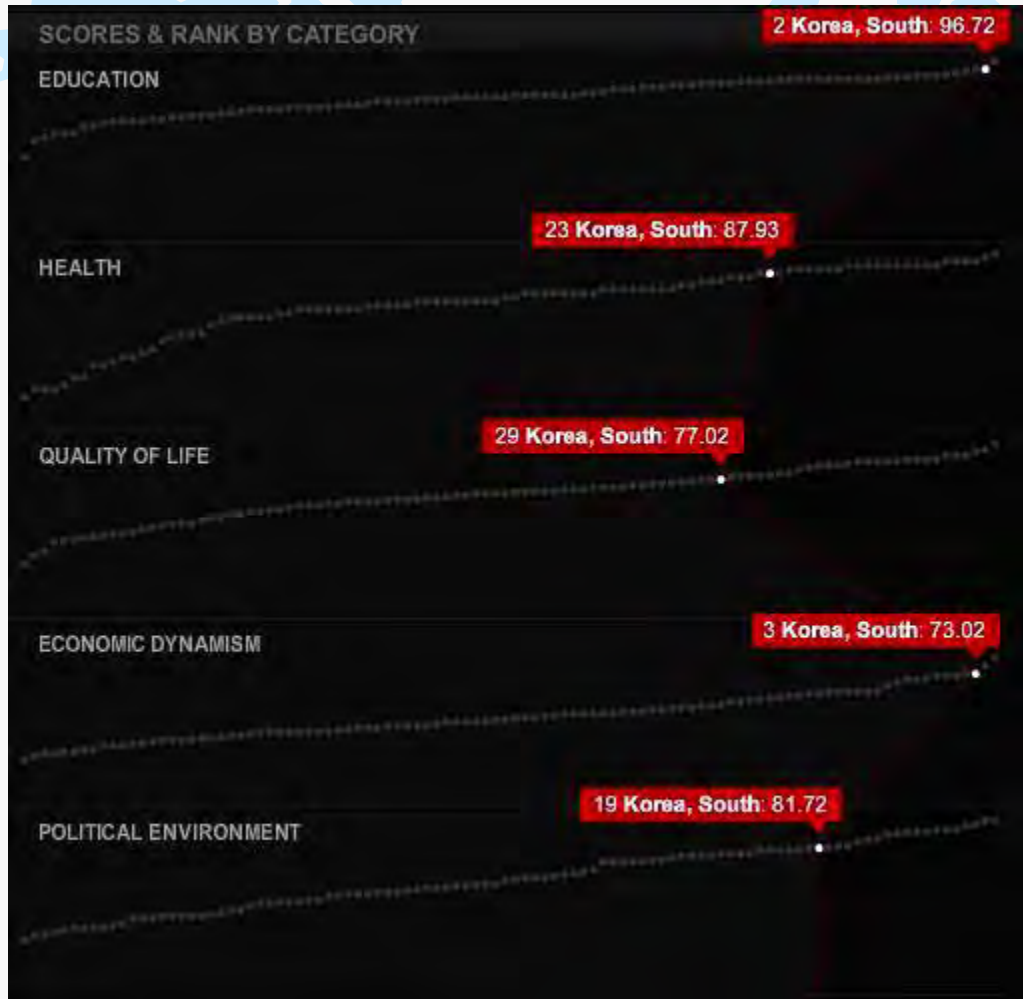 SCORES & RANK BY CATEGORY
2 Korea, South: 96.72
EDUCATION
23 Korea, South: 87.93
HEALTH
29 Korea, South: 77.02
QUALITY OF LIFE
3 Korea, South: 73.02
ECONOMIC DYNAMISM
19 Korea, South: 81.72
POLITICAL ENVIRONMENT